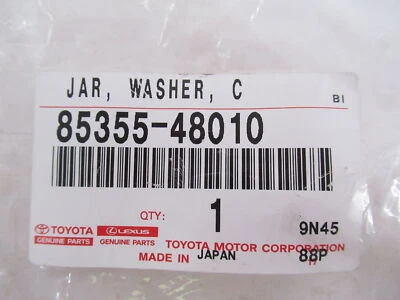 JAR, WASHER, C
BI
85355-48010
QTY: 1
9N45
TOYOTA LEXUS
GENUINE PARTS GENUINE PARTS
TOYOTA MOTOR CORPORATION
MADE IN JAPAN
88P